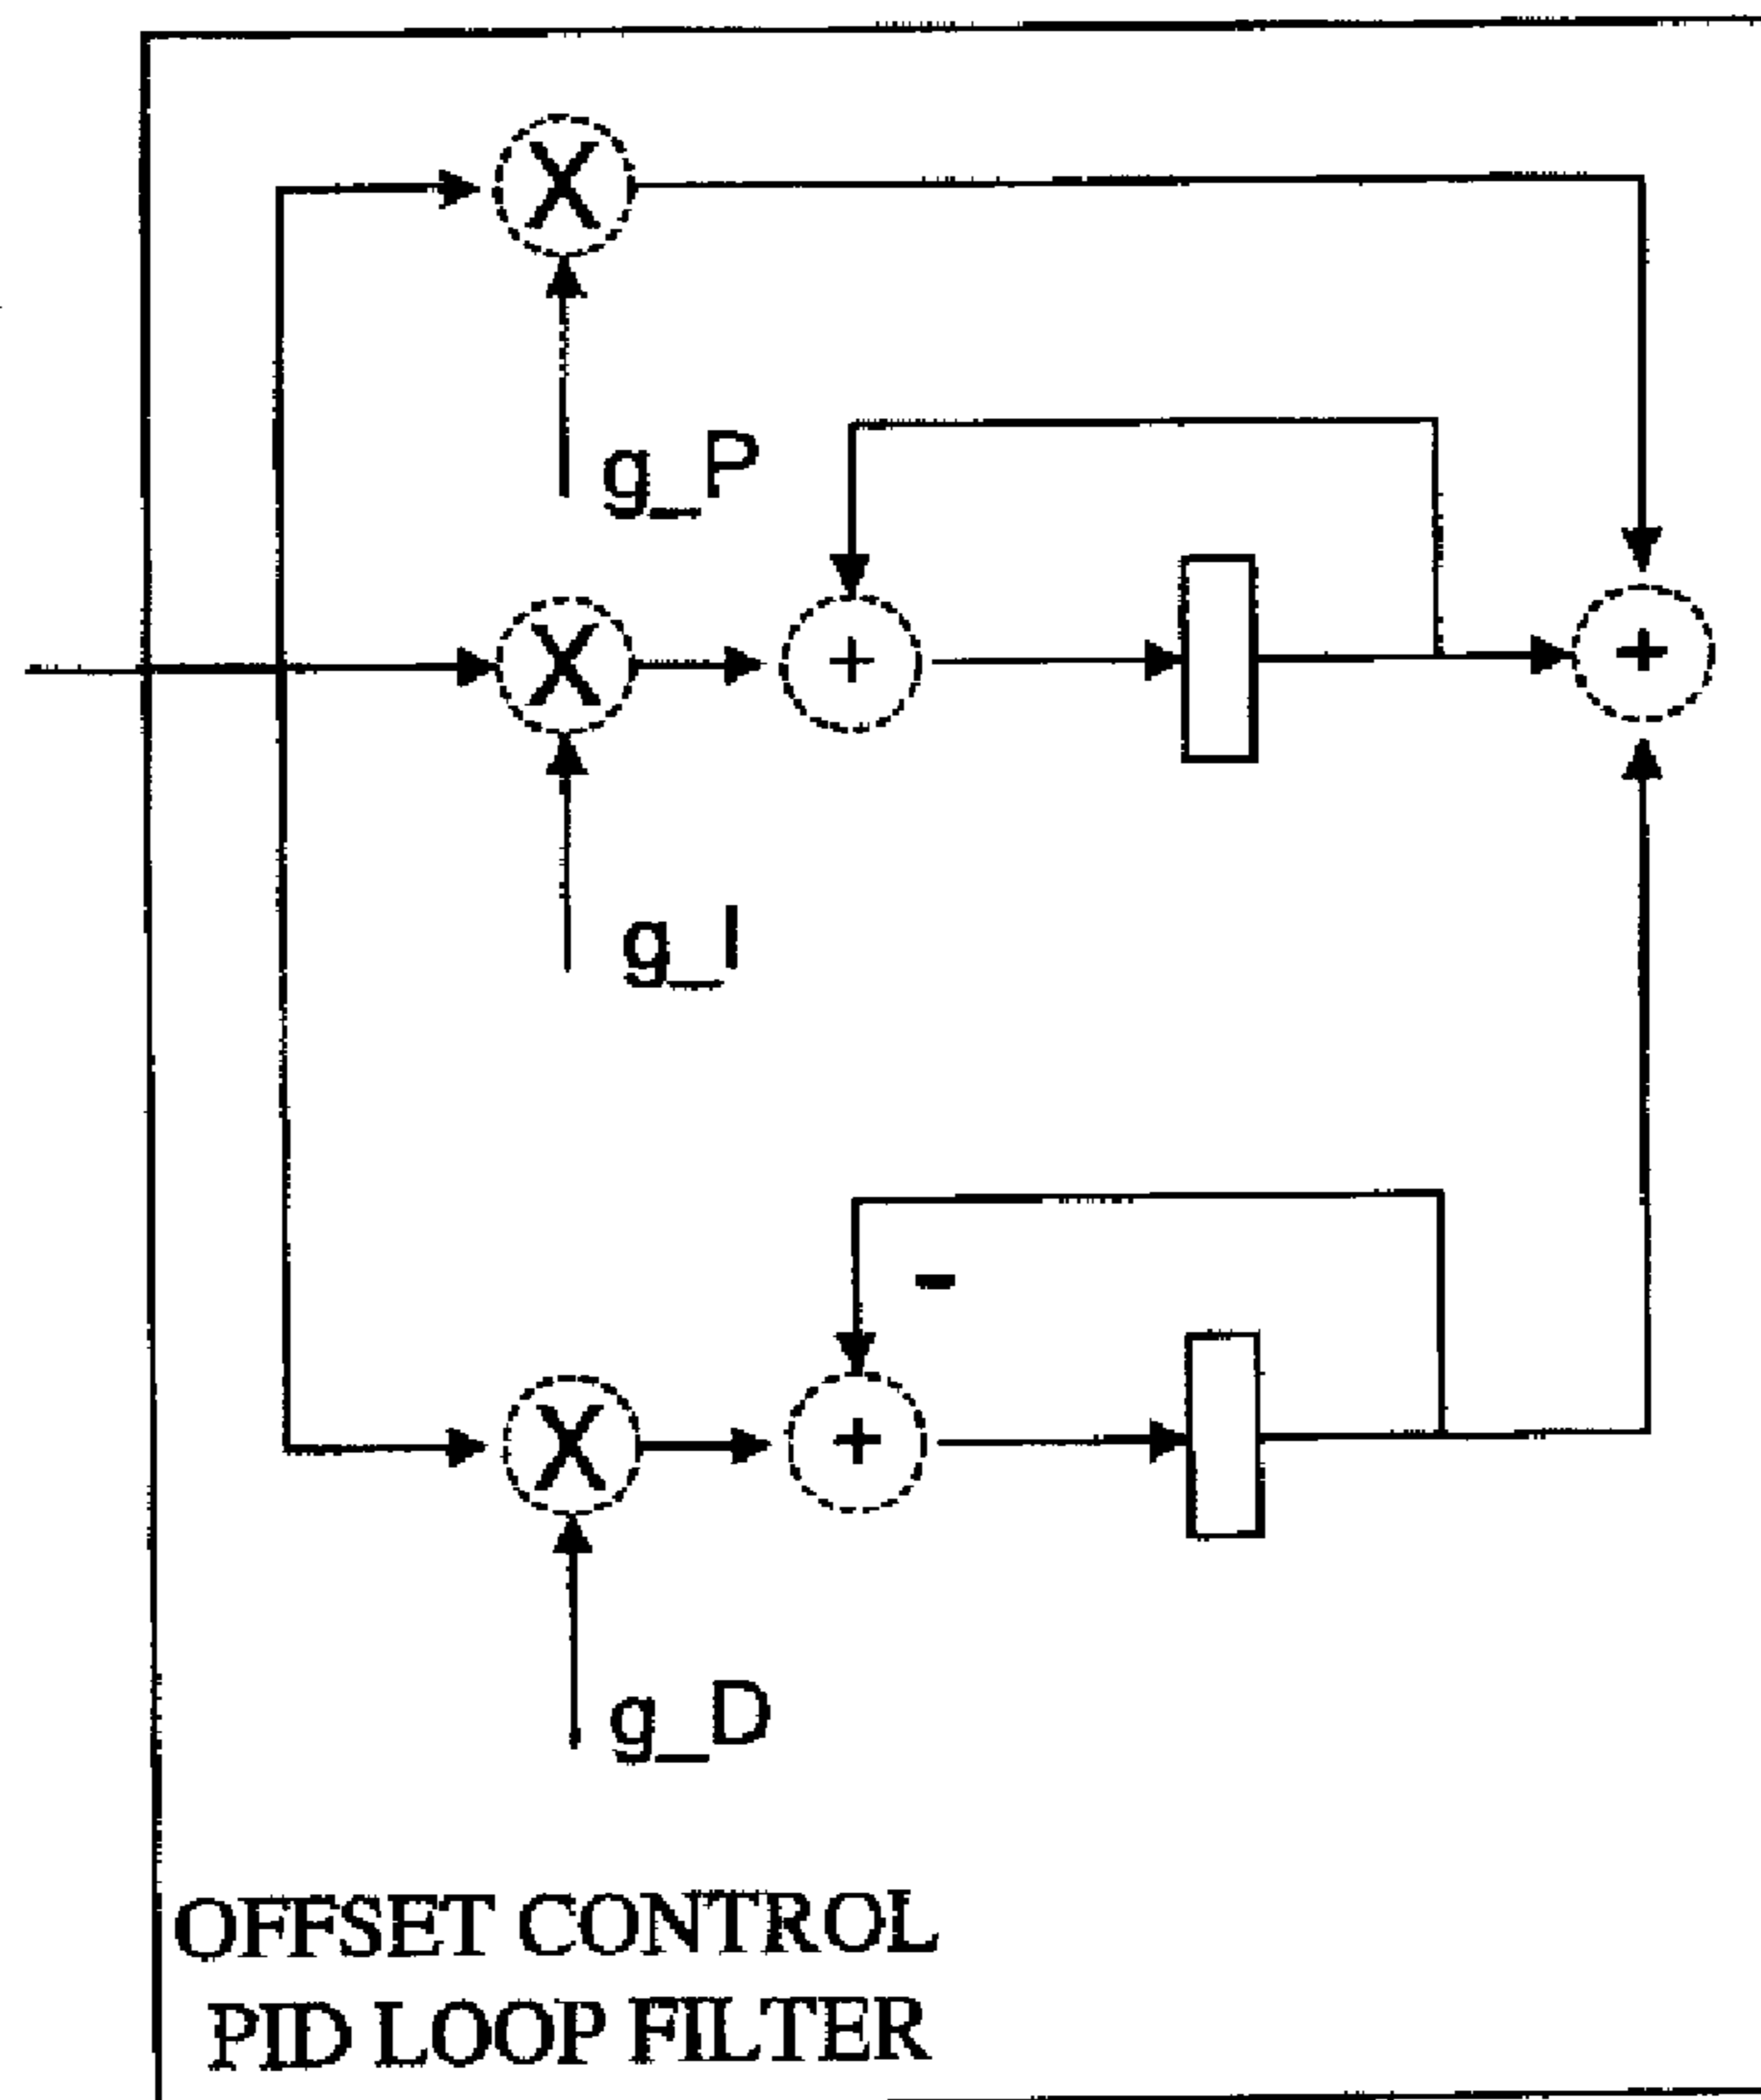 X
g_P
X
+
+
g_I
-
X
+
g_D
OFFSET CONTROL
PID LOOP FILTER